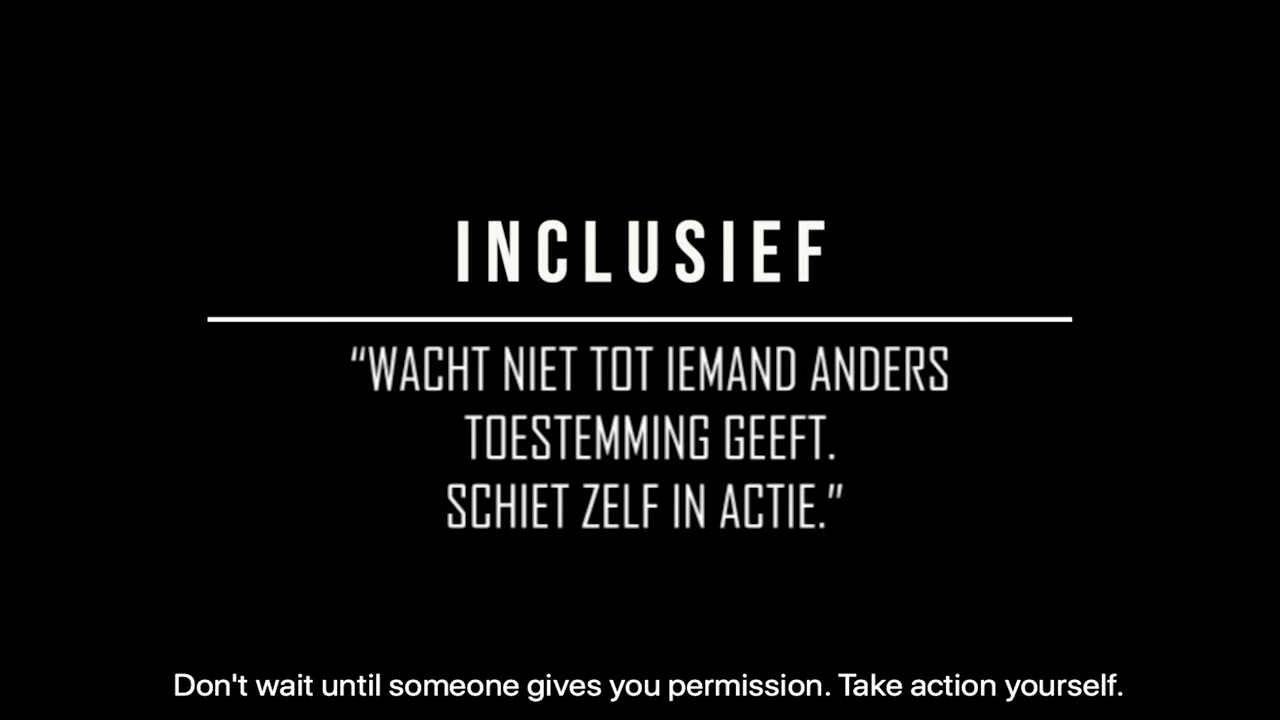 INCLUSIEF
“WACHT NIET TOT IEMAND ANDERS
TOESTEMMING GEEFT.
SCHIET ZELF IN ACTIE.”
Don't wait until someone gives you permission. Take action yourself.